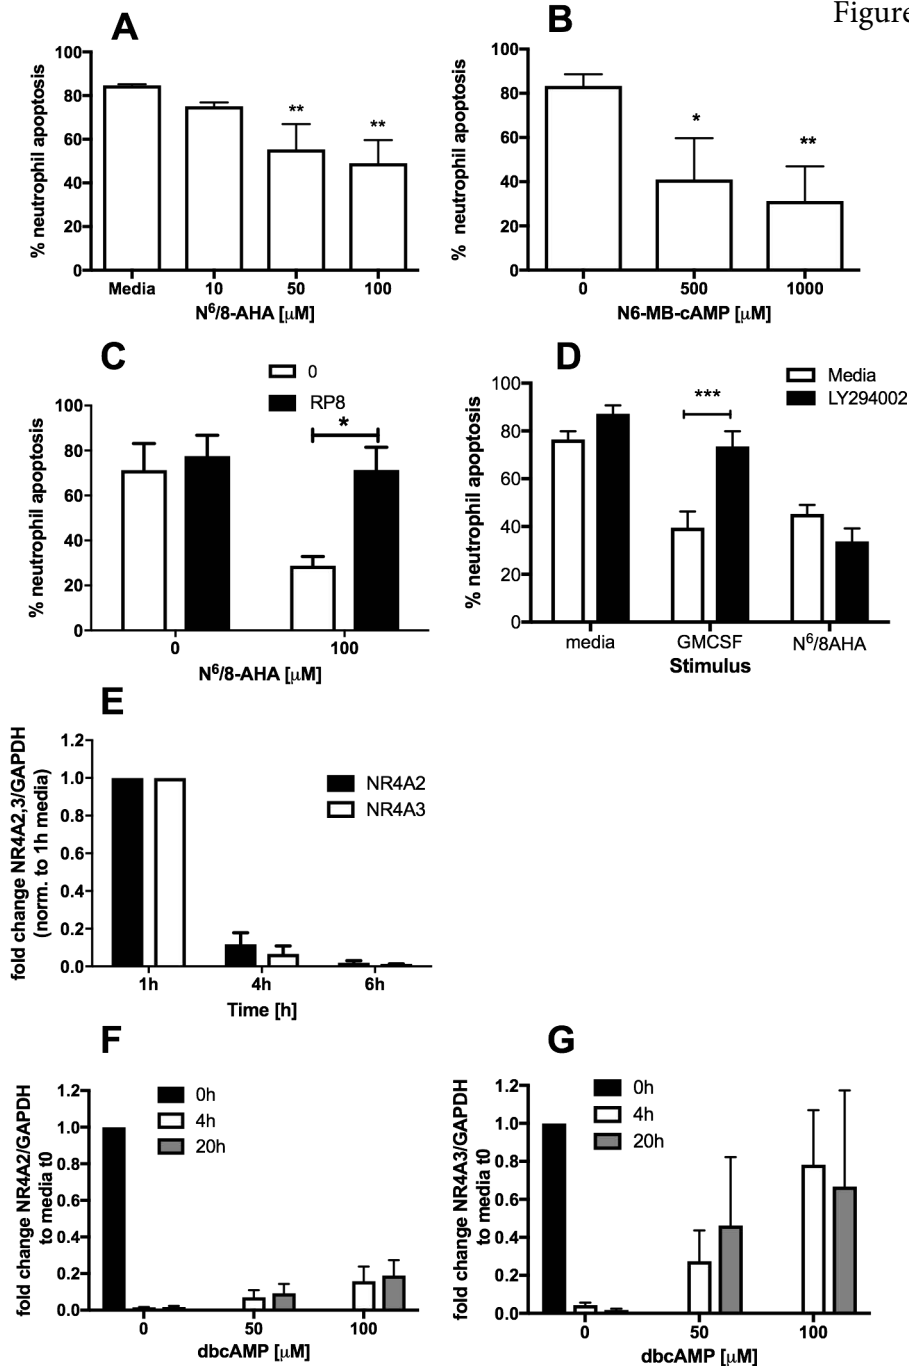 Figure
A
% neutrophil apoptosis
100
80
60
40
20
0
**
**
Media 10 50 100
N⁶/8-AHA [µM]
B
% neutrophil apoptosis
100
80
60
40
20
0
*
**
0 500 1000
N6-MB-cAMP [µM]
C
0
RP8
% neutrophil apoptosis
100
80
60
40
20
0
*
0 100
N⁶/8-AHA [µM]
D
Media
LY294002
% neutrophil apoptosis
100
80
60
40
20
0
***
media GMCSF N⁶/8AHA
Stimulus
E
fold change NR4A2,3/GAPDH
(norm. to 1h media)
1.2
1.0
0.8
0.6
0.4
0.2
0.0
NR4A2
NR4A3
1h 4h 6h
Time [h]
F
fold change NR4A2/GAPDH
to media t0
1.2
1.0
0.8
0.6
0.4
0.2
0.0
0h
4h
20h
0 50 100
dbcAMP [µM]
G
fold change NR4A3/GAPDH
to media t0
1.2
1.0
0.8
0.6
0.4
0.2
0.0
0h
4h
20h
0 50 100
dbcAMP [µM]